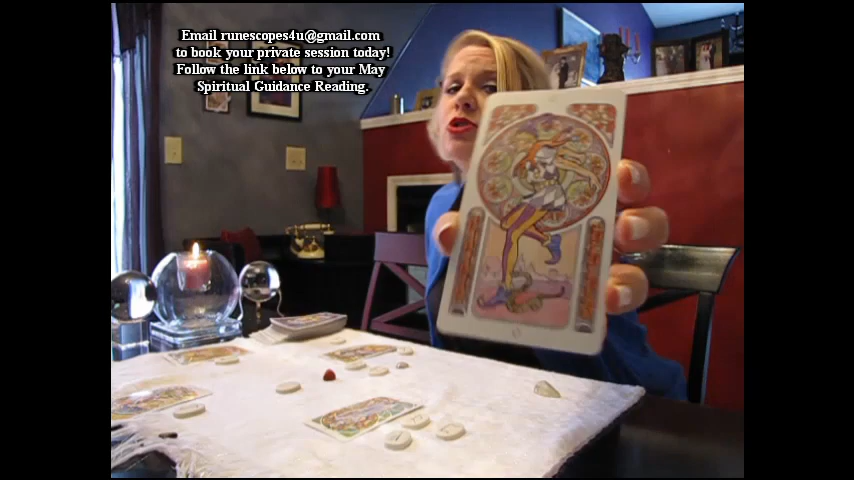 Email runescopes4u@gmail.com
to book your private session today!
Follow the link below to your May
Spiritual Guidance Reading.